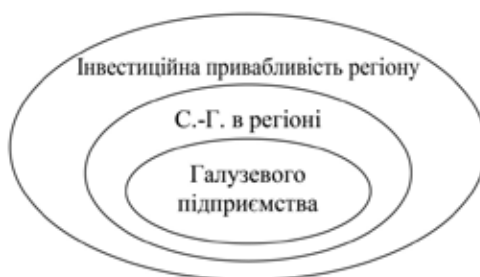 Інвестиційна привабливість регіону
С.-Г. в регіоні
Галузевого
підприємства